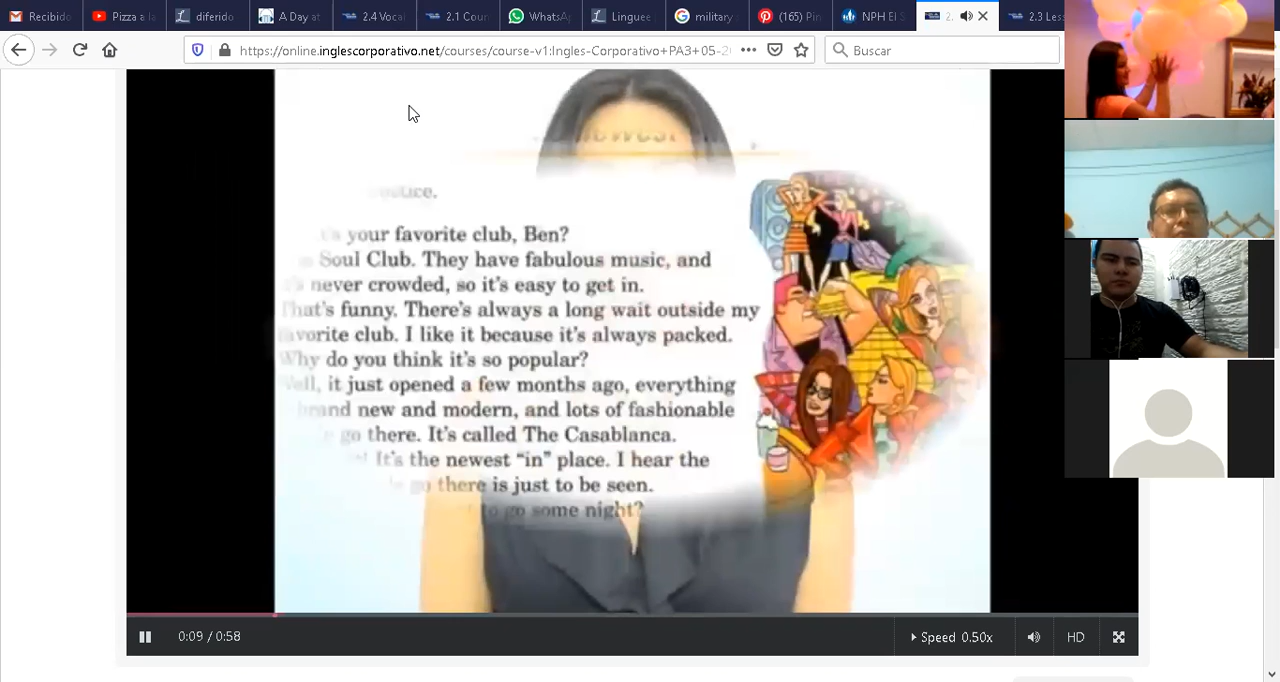 Recibido
Pizza a la
diferido
A Day at
2.4 Vocal
2.1 Cour
WhatsA
Linguee
military
(165) Pin
NPH El S
2.
2.3 Less
https://online.inglescorporativo.net/courses/course-v1:Ingles-Corporativo+PA3+05-2
Buscar
your favorite club, Ben?
Soul Club. They have fabulous music, and
never crowded, so it's easy to get in.
That's funny. There's always a long wait outside my
favorite club. I like it because it's always packed.
Why do you think it's so popular?
Well, it just opened a few months ago, everything
brand new and modern, and lots of fashionable
go there. It's called The Casablanca.
It's the newest "in" place. I hear the
go there is just to be seen.
to go some night?
0:09 / 0:58
Speed 0.50x
HD